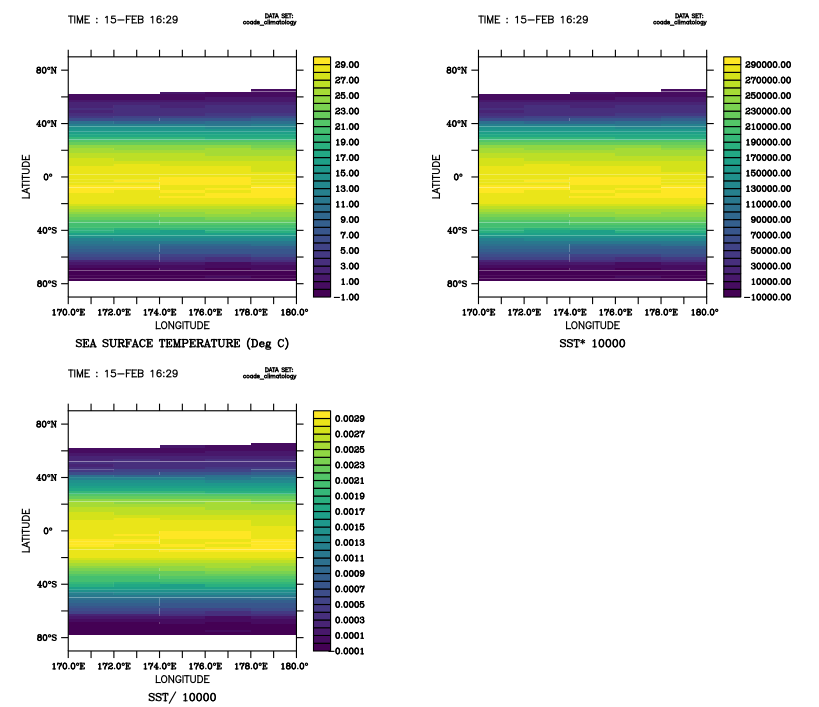 TIME : 15-FEB 16:29
DATA SET:
coads_climatology
80°N
40°N
0°
40°S
80°S
LATITUDE
170.0°E 172.0°E 174.0°E 176.0°E 178.0°E 180.0°
LONGITUDE
29.00
27.00
25.00
23.00
21.00
19.00
17.00
15.00
13.00
11.00
9.00
7.00
5.00
3.00
1.00
-1.00
SEA SURFACE TEMPERATURE (Deg C)
TIME : 15-FEB 16:29
DATA SET:
coads_climatology
80°N
40°N
0°
40°S
80°S
LATITUDE
170.0°E 172.0°E 174.0°E 176.0°E 178.0°E 180.0°
LONGITUDE
290000.00
270000.00
250000.00
230000.00
210000.00
190000.00
170000.00
150000.00
130000.00
110000.00
90000.00
70000.00
50000.00
30000.00
10000.00
-10000.00
SST* 10000
TIME : 15-FEB 16:29
DATA SET:
coads_climatology
80°N
40°N
0°
40°S
80°S
LATITUDE
170.0°E 172.0°E 174.0°E 176.0°E 178.0°E 180.0°
LONGITUDE
0.0029
0.0027
0.0025
0.0023
0.0021
0.0019
0.0017
0.0015
0.0013
0.0011
0.0009
0.0007
0.0005
0.0003
0.0001
-0.0001
SST/ 10000